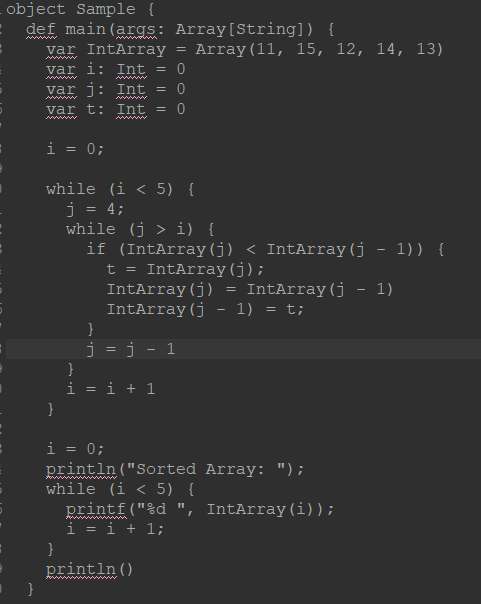 object Sample {
  def main(args: Array[String]) {
    var IntArray = Array(11, 15, 12, 14, 13)
    var i: Int = 0
    var j: Int = 0
    var t: Int = 0

    i = 0;

    while (i < 5) {
      j = 4;
      while (j > i) {
        if (IntArray(j) < IntArray(j - 1)) {
          t = IntArray(j);
          IntArray(j) = IntArray(j - 1)
          IntArray(j - 1) = t;
        }
        j = j - 1
      }
      i = i + 1
    }

    i = 0;
    println("Sorted Array: ");
    while (i < 5) {
      printf("%d ", IntArray(i));
      i = i + 1;
    }
    println()
  }